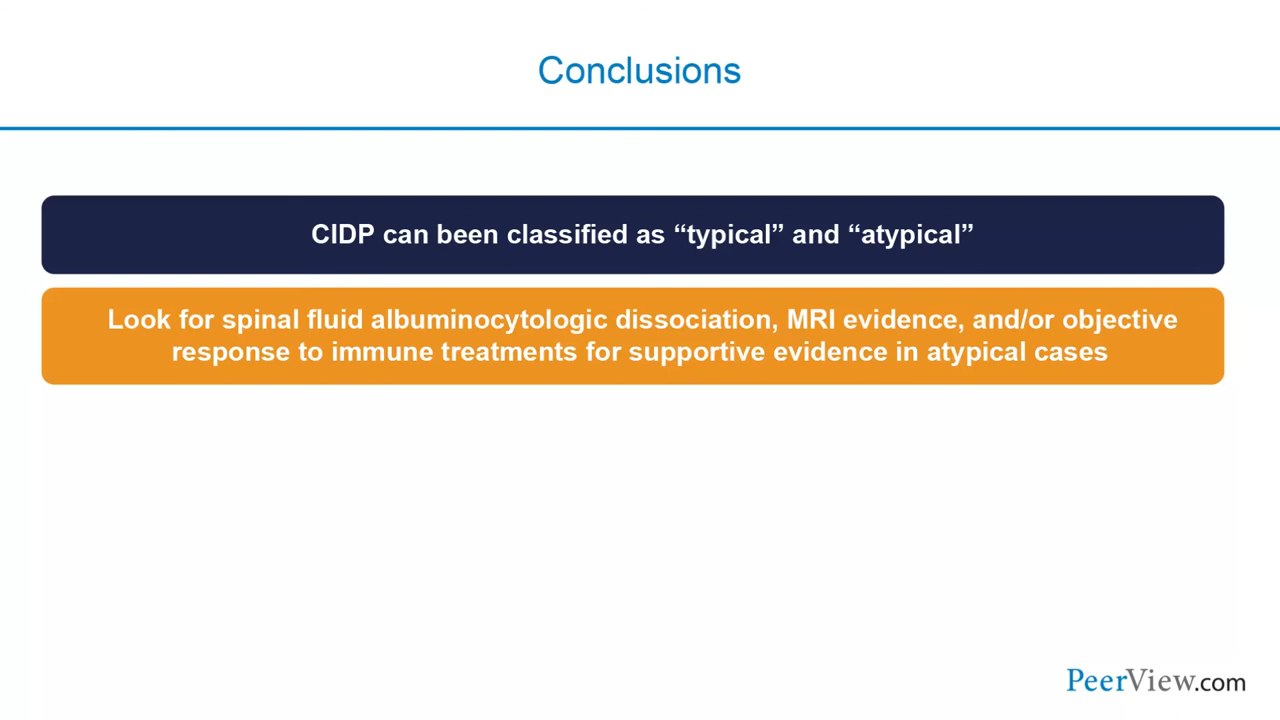 Conclusions
CIDP can been classified as “typical” and “atypical”
Look for spinal fluid albuminocytologic dissociation, MRI evidence, and/or objective
response to immune treatments for supportive evidence in atypical cases
PeerView.com